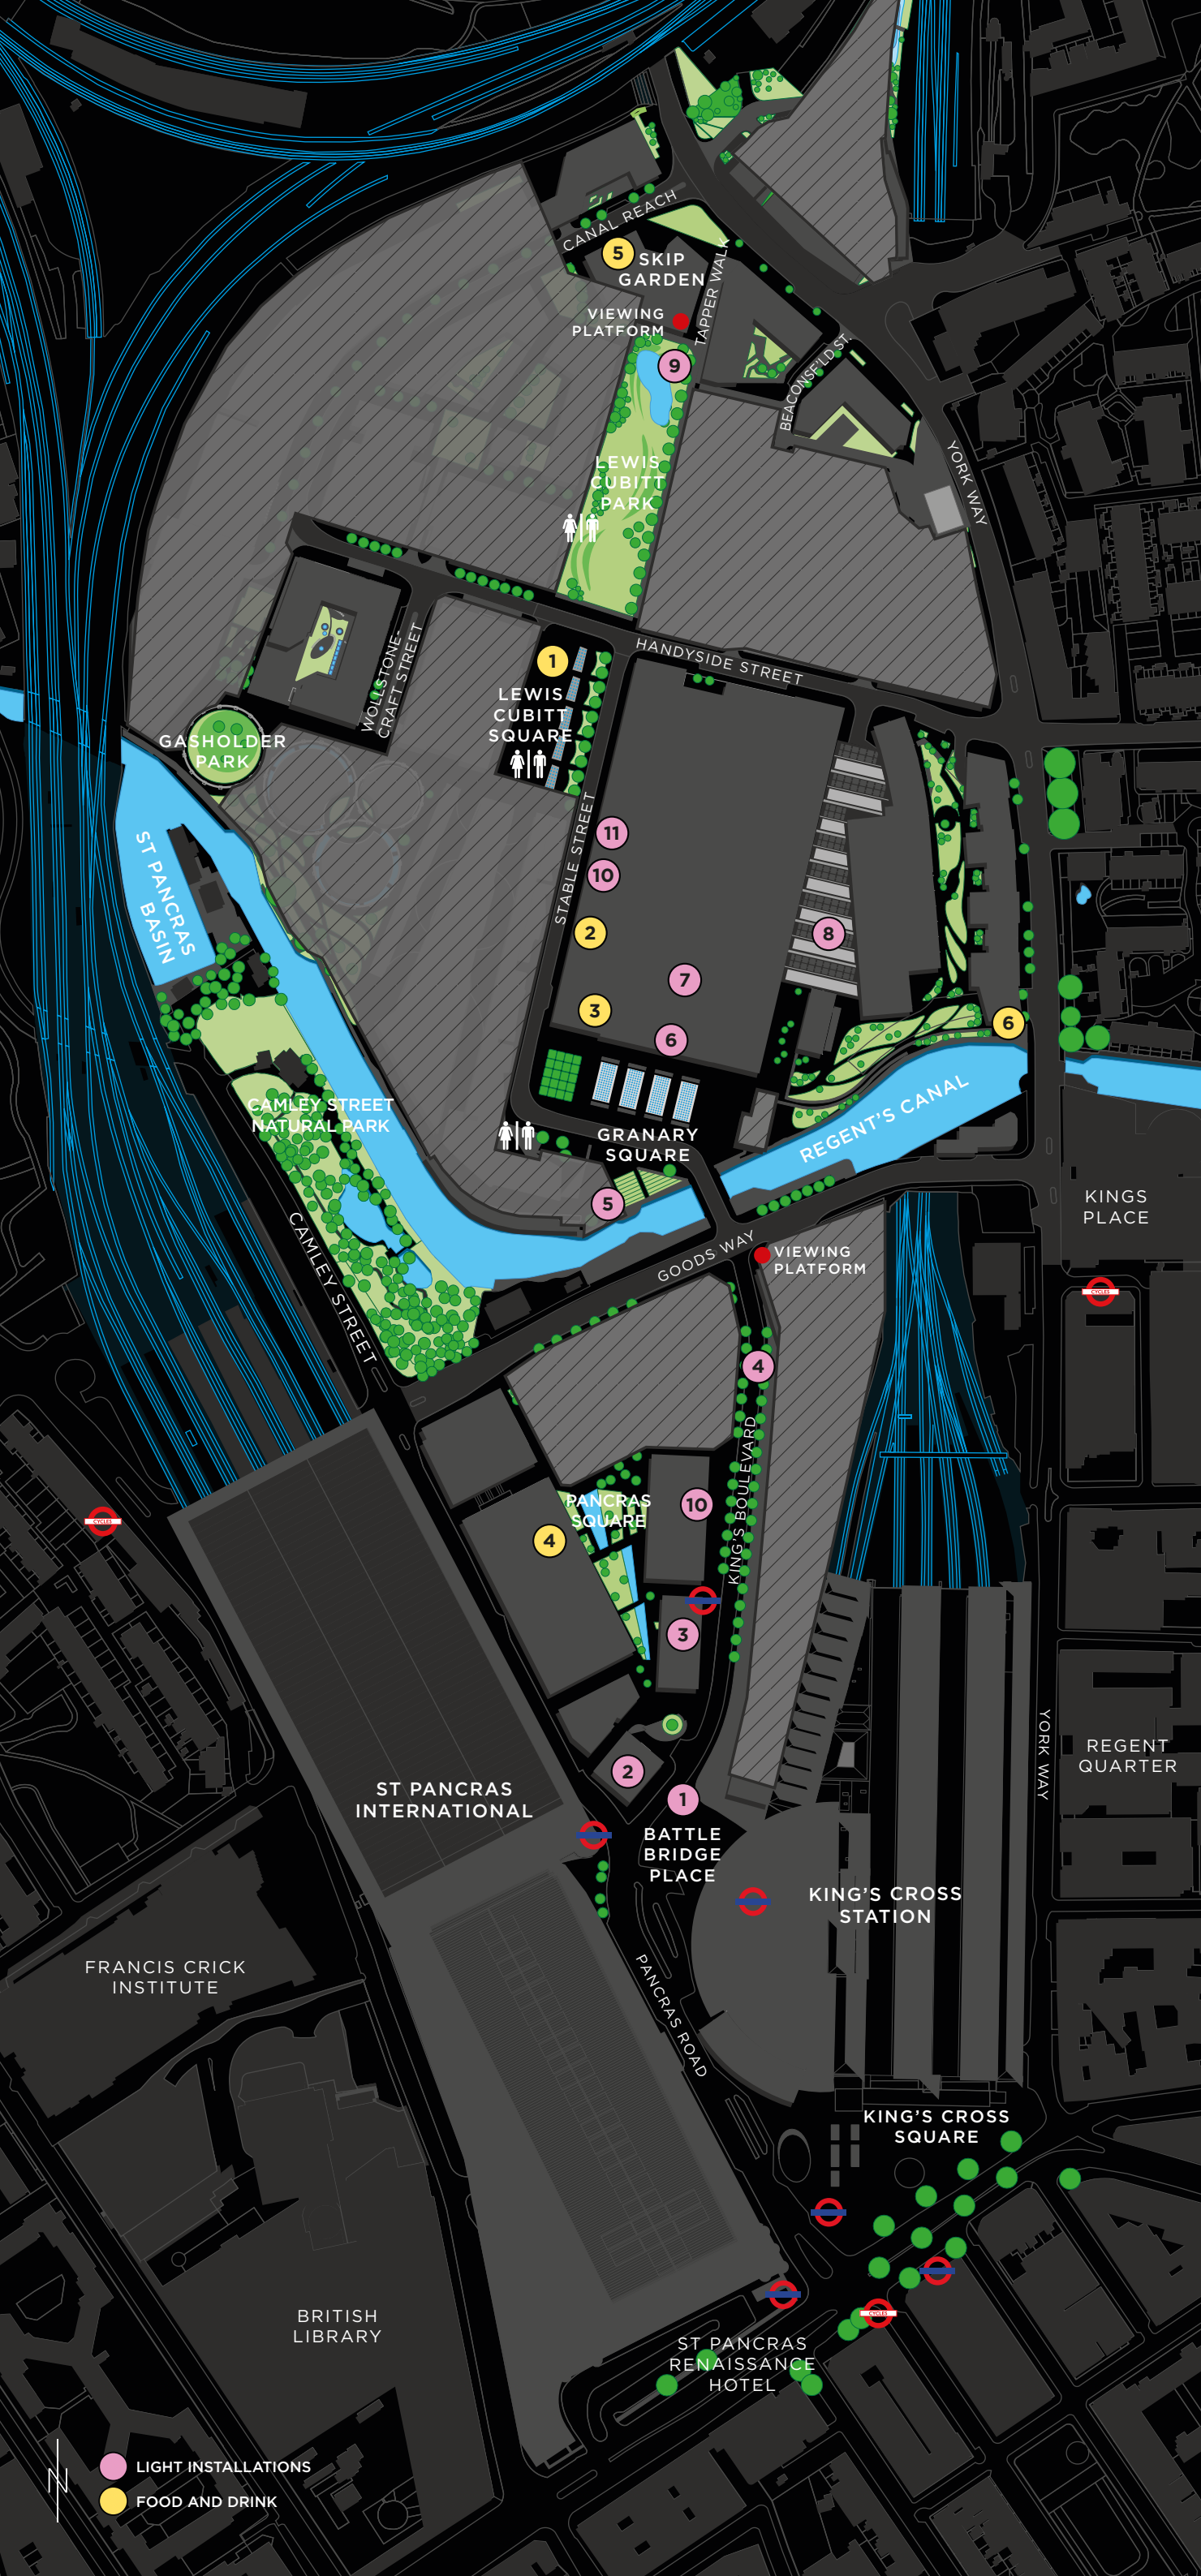 CANAL REACH
5
SKIP
GARDEN
TAPPER WALK
VIEWING
PLATFORM
9
BEACONSFIELD ST.
YORK WAY
LEWIS
CUBITT
PARK
HANDYSIDE STREET
WOLLSTONE-
CRAFT STREET
1
LEWIS
CUBITT
SQUARE
GASHOLDER
PARK
STABLE STREET
11
10
2
8
7
3
6
6
ST PANCRAS
BASIN
CAMLEY STREET
NATURAL PARK
REGENT'S CANAL
GRANARY
SQUARE
5
KINGS
PLACE
CAMLEY STREET
GOODS WAY
VIEWING
PLATFORM
CYCLES
4
KING'S BOULEVARD
PANCRAS
SQUARE
10
CYCLES
4
3
YORK WAY
REGENT
QUARTER
2
1
ST PANCRAS
INTERNATIONAL
BATTLE
BRIDGE
PLACE
KING'S CROSS
STATION
FRANCIS CRICK
INSTITUTE
PANCRAS ROAD
KING'S CROSS
SQUARE
CYCLES
BRITISH
LIBRARY
ST PANCRAS
RENAISSANCE
HOTEL
N
LIGHT INSTALLATIONS
FOOD AND DRINK